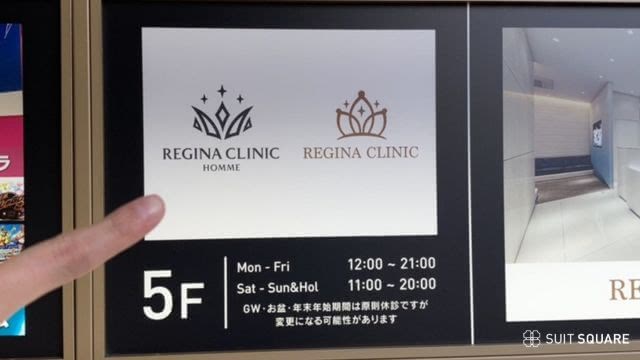 REGINA CLINIC
HOMME
REGINA CLINIC
5F
Mon - Fri 12:00 ~ 21:00
Sat - Sun&Hol 11:00 ~ 20:00
GW・お盆・年末年始期間は原則休診ですが
変更になる可能性があります
ラ
RE
SUIT SQUARE